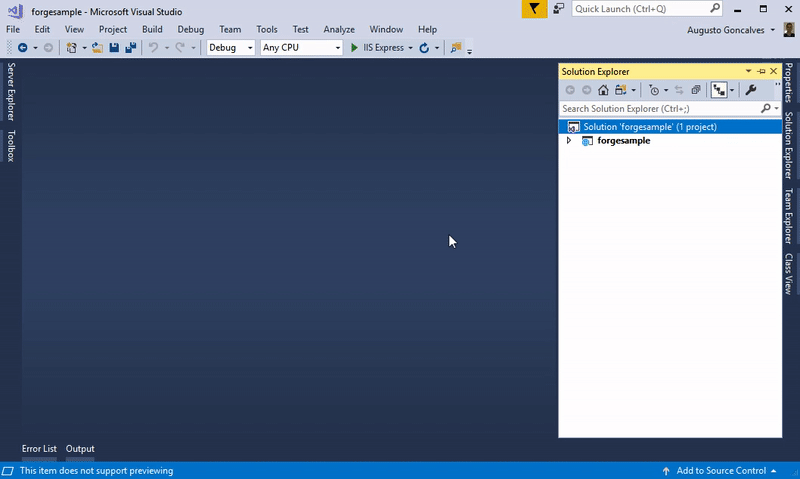 forgesample - Microsoft Visual Studio
Quick Launch (Ctrl+Q)
File Edit View Project Build Debug Team Tools Test Analyze Window Help
Augusto Goncalves
Debug Any CPU IIS Express
Server Explorer
Toolbox
Solution Explorer
Search Solution Explorer (Ctrl+;)
Solution 'forgesample' (1 project)
forgesample
Properties
Solution Explorer
Team Explorer
Class View
Error List Output
This item does not support previewing
Add to Source Control